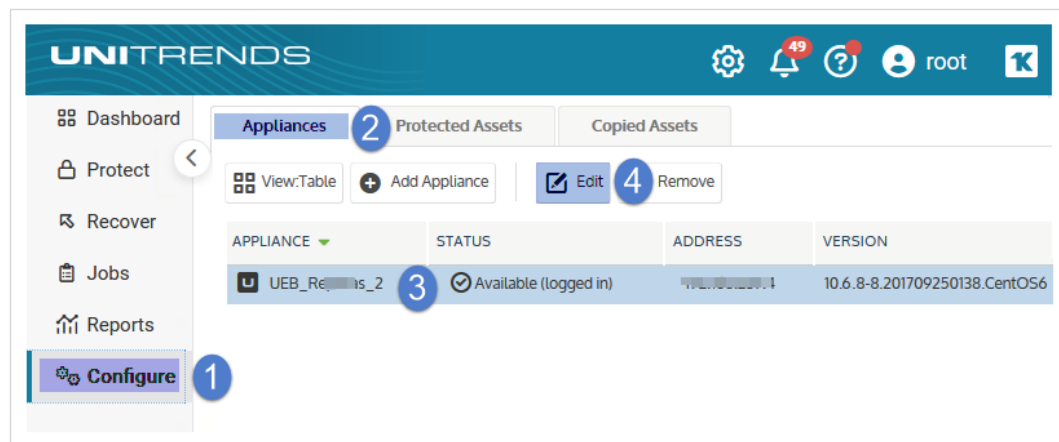 UNITRENDS
49
root
Dashboard
Protect
Recover
Jobs
Reports
Configure 1
Appliances 2 Protected Assets Copied Assets
View:Table Add Appliance Edit 4 Remove
APPLIANCE STATUS ADDRESS VERSION
3 Available (logged in) 10.6.8-8.201709250138.CentOS6